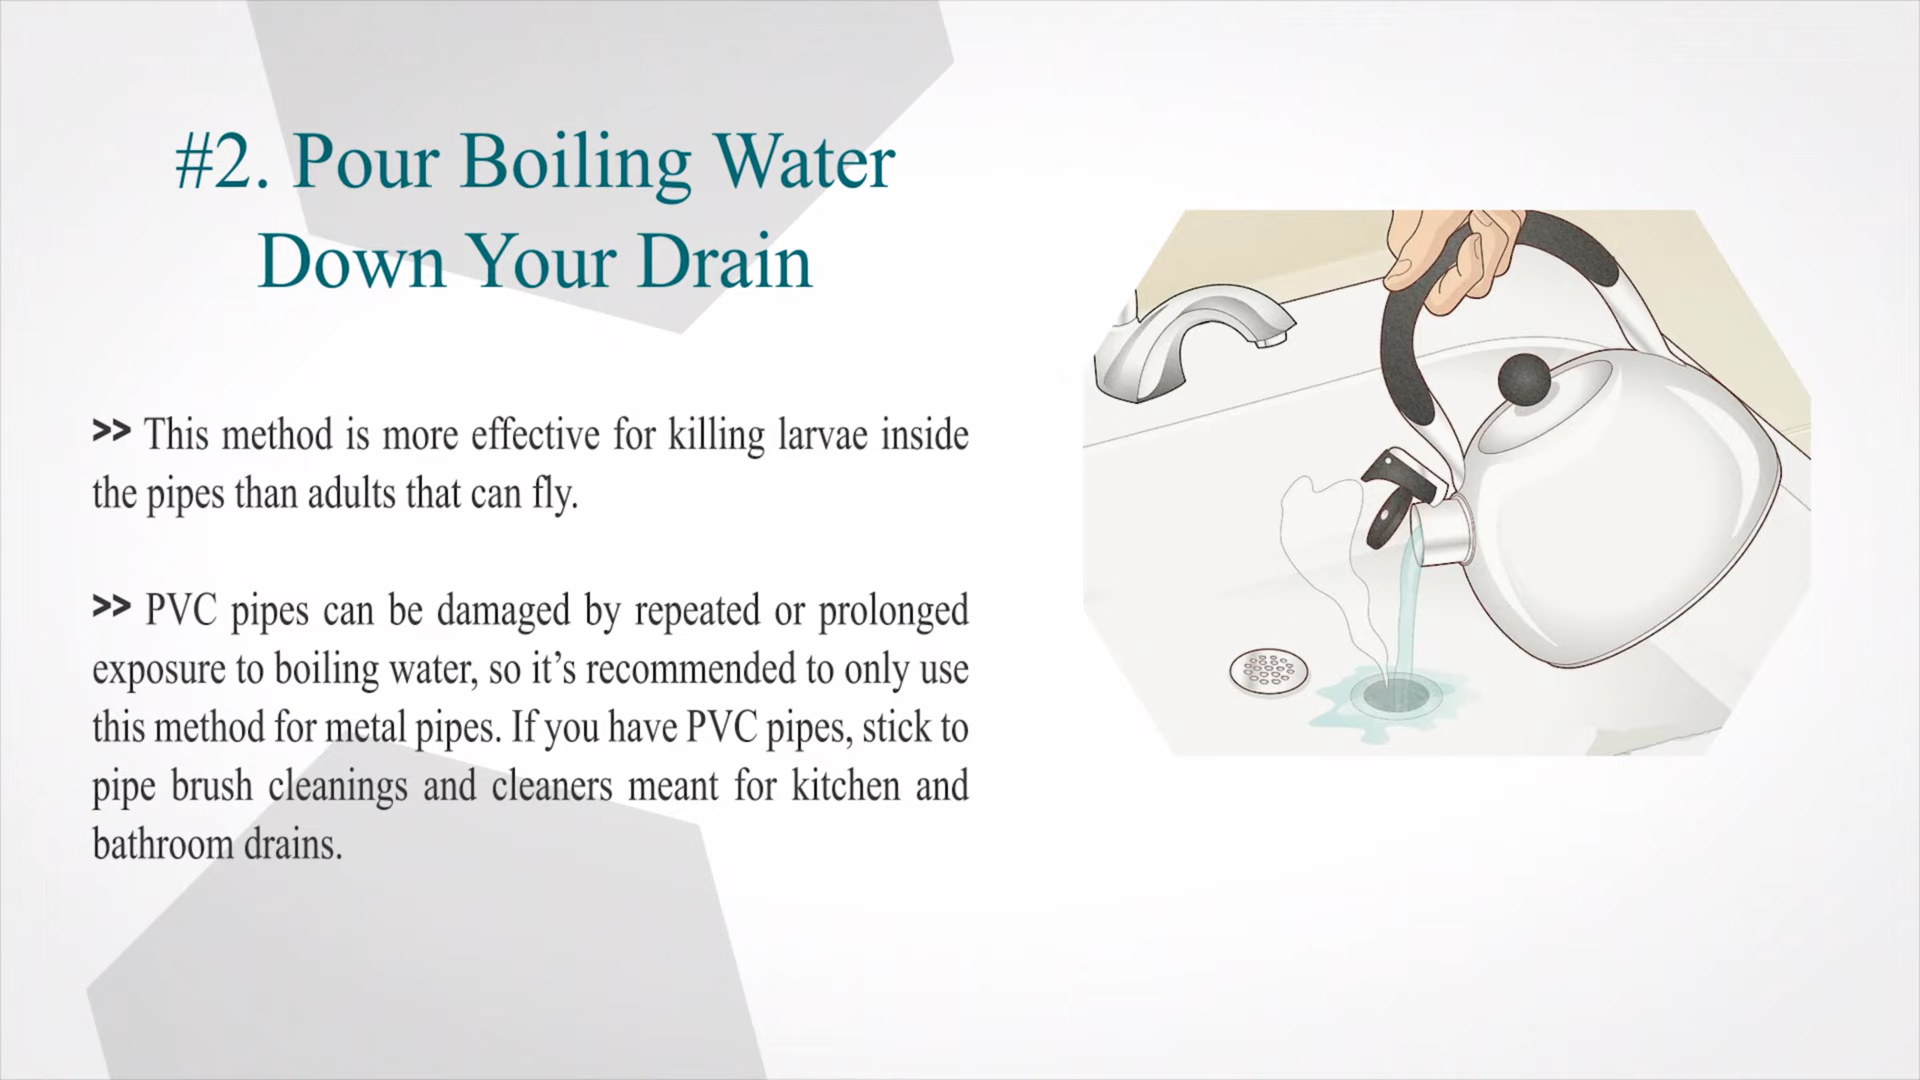 #2. Pour Boiling Water
Down Your Drain
>> This method is more effective for killing larvae inside
the pipes than adults that can fly.
>> PVC pipes can be damaged by repeated or prolonged
exposure to boiling water, so it’s recommended to only use
this method for metal pipes. If you have PVC pipes, stick to
pipe brush cleanings and cleaners meant for kitchen and
bathroom drains.